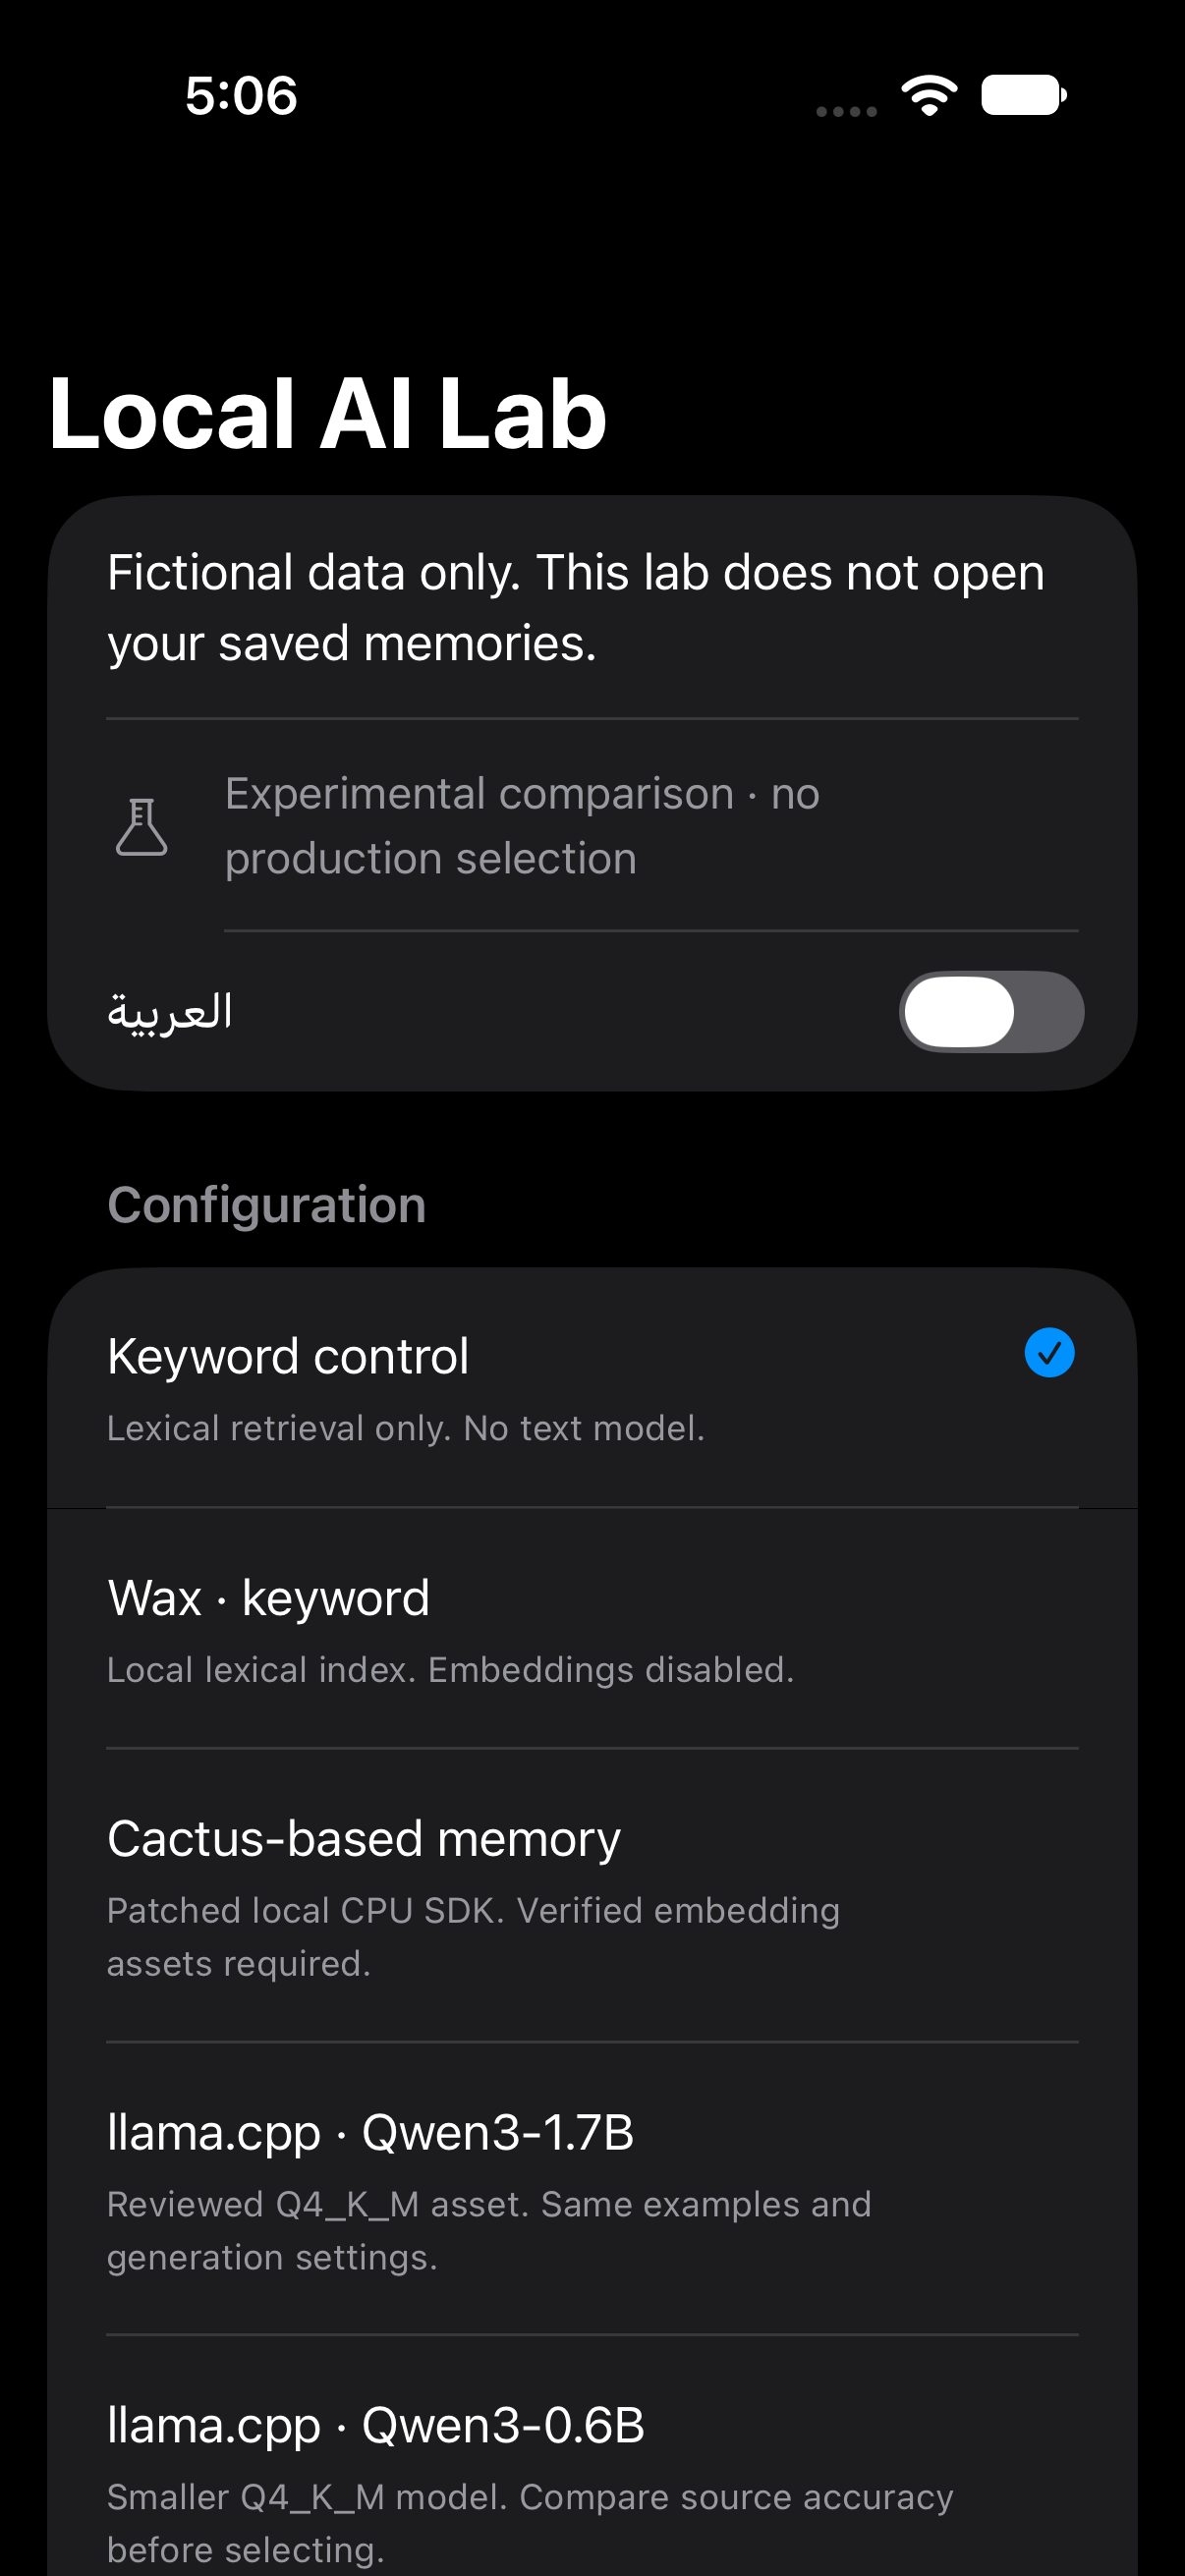 5:06
Local AI Lab
Fictional data only. This lab does not open
your saved memories.
Experimental comparison · no
production selection
العربية
Configuration
Keyword control
Lexical retrieval only. No text model.
Wax · keyword
Local lexical index. Embeddings disabled.
Cactus-based memory
Patched local CPU SDK. Verified embedding
assets required.
llama.cpp · Qwen3-1.7B
Reviewed Q4_K_M asset. Same examples and
generation settings.
llama.cpp · Qwen3-0.6B
Smaller Q4_K_M model. Compare source accuracy
before selecting.